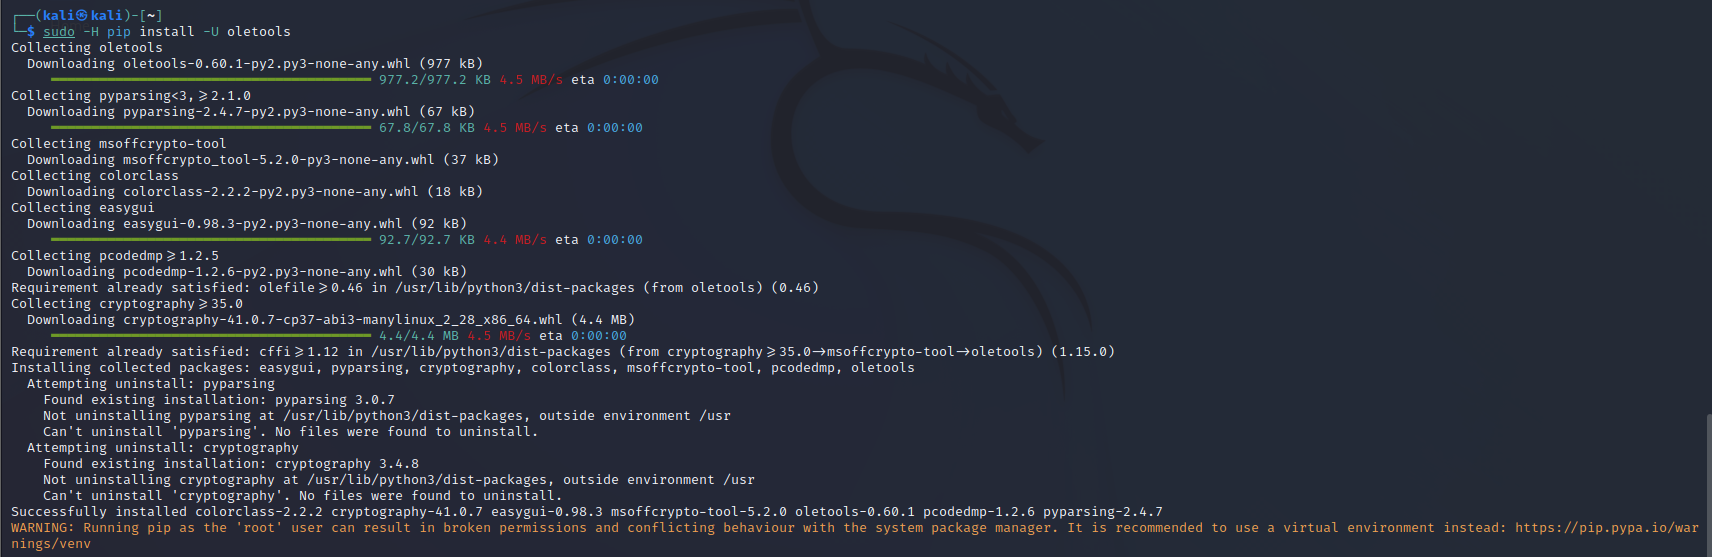 ┌──(kali㉿kali)-[~]
└─$ sudo -H pip install -U oletools
Collecting oletools
  Downloading oletools-0.60.1-py2.py3-none-any.whl (977 kB)
     ━━━━━━━━━━━━━━━━━━━━━━━━━━━━━━━━━━━━━━━━ 977.2/977.2 KB 4.5 MB/s eta 0:00:00
Collecting pyparsing<3,>=2.1.0
  Downloading pyparsing-2.4.7-py2.py3-none-any.whl (67 kB)
     ━━━━━━━━━━━━━━━━━━━━━━━━━━━━━━━━━━━━━━━━ 67.8/67.8 KB 4.5 MB/s eta 0:00:00
Collecting msoffcrypto-tool
  Downloading msoffcrypto_tool-5.2.0-py3-none-any.whl (37 kB)
Collecting colorclass
  Downloading colorclass-2.2.2-py2.py3-none-any.whl (18 kB)
Collecting easygui
  Downloading easygui-0.98.3-py2.py3-none-any.whl (92 kB)
     ━━━━━━━━━━━━━━━━━━━━━━━━━━━━━━━━━━━━━━━━ 92.7/92.7 KB 4.4 MB/s eta 0:00:00
Collecting pcodedmp>=1.2.5
  Downloading pcodedmp-1.2.6-py2.py3-none-any.whl (30 kB)
Requirement already satisfied: olefile>=0.46 in /usr/lib/python3/dist-packages (from oletools) (0.46)
Collecting cryptography>=35.0
  Downloading cryptography-41.0.7-cp37-abi3-manylinux_2_28_x86_64.whl (4.4 MB)
     ━━━━━━━━━━━━━━━━━━━━━━━━━━━━━━━━━━━━━━━━ 4.4/4.4 MB 4.5 MB/s eta 0:00:00
Requirement already satisfied: cffi>=1.12 in /usr/lib/python3/dist-packages (from cryptography>=35.0->msoffcrypto-tool->oletools) (1.15.0)
Installing collected packages: easygui, pyparsing, cryptography, colorclass, msoffcrypto-tool, pcodedmp, oletools
  Attempting uninstall: pyparsing
    Found existing installation: pyparsing 3.0.7
    Not uninstalling pyparsing at /usr/lib/python3/dist-packages, outside environment /usr
    Can't uninstall 'pyparsing'. No files were found to uninstall.
  Attempting uninstall: cryptography
    Found existing installation: cryptography 3.4.8
    Not uninstalling cryptography at /usr/lib/python3/dist-packages, outside environment /usr
    Can't uninstall 'cryptography'. No files were found to uninstall.
Successfully installed colorclass-2.2.2 cryptography-41.0.7 easygui-0.98.3 msoffcrypto-tool-5.2.0 oletools-0.60.1 pcodedmp-1.2.6 pyparsing-2.4.7
WARNING: Running pip as the 'root' user can result in broken permissions and conflicting behaviour with the system package manager. It is recommended to use a virtual environment instead: https://pip.pypa.io/war
nings/venv